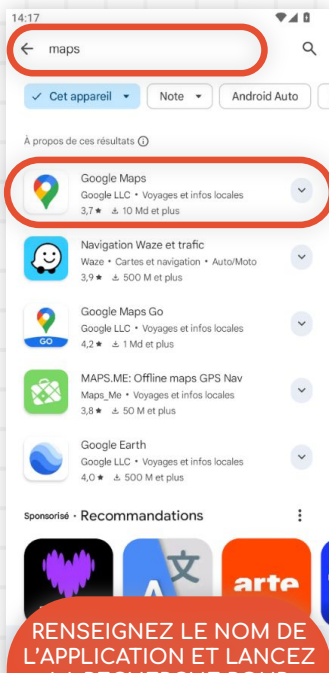 14:17
maps
Cet appareil
Note
Android Auto
À propos de ces résultats
Google Maps
Google LLC • Voyages et infos locales
3,7★ 10 Md et plus
Navigation Waze et trafic
Waze • Cartes et navigation • Auto/Moto
3,9★ 500 M et plus
Google Maps Go
GO
Google LLC • Voyages et infos locales
4,2★ 1 Md et plus
MAPS.ME: Offline maps GPS Nav
Maps_Me • Voyages et infos locales
3,8★ 50 M et plus
Google Earth
Google LLC • Voyages et infos locales
4,0★ 500 M et plus
Sponsorisé • Recommandations
arte
RENSEIGNEZ LE NOM DE
L'APPLICATION ET LANCEZ